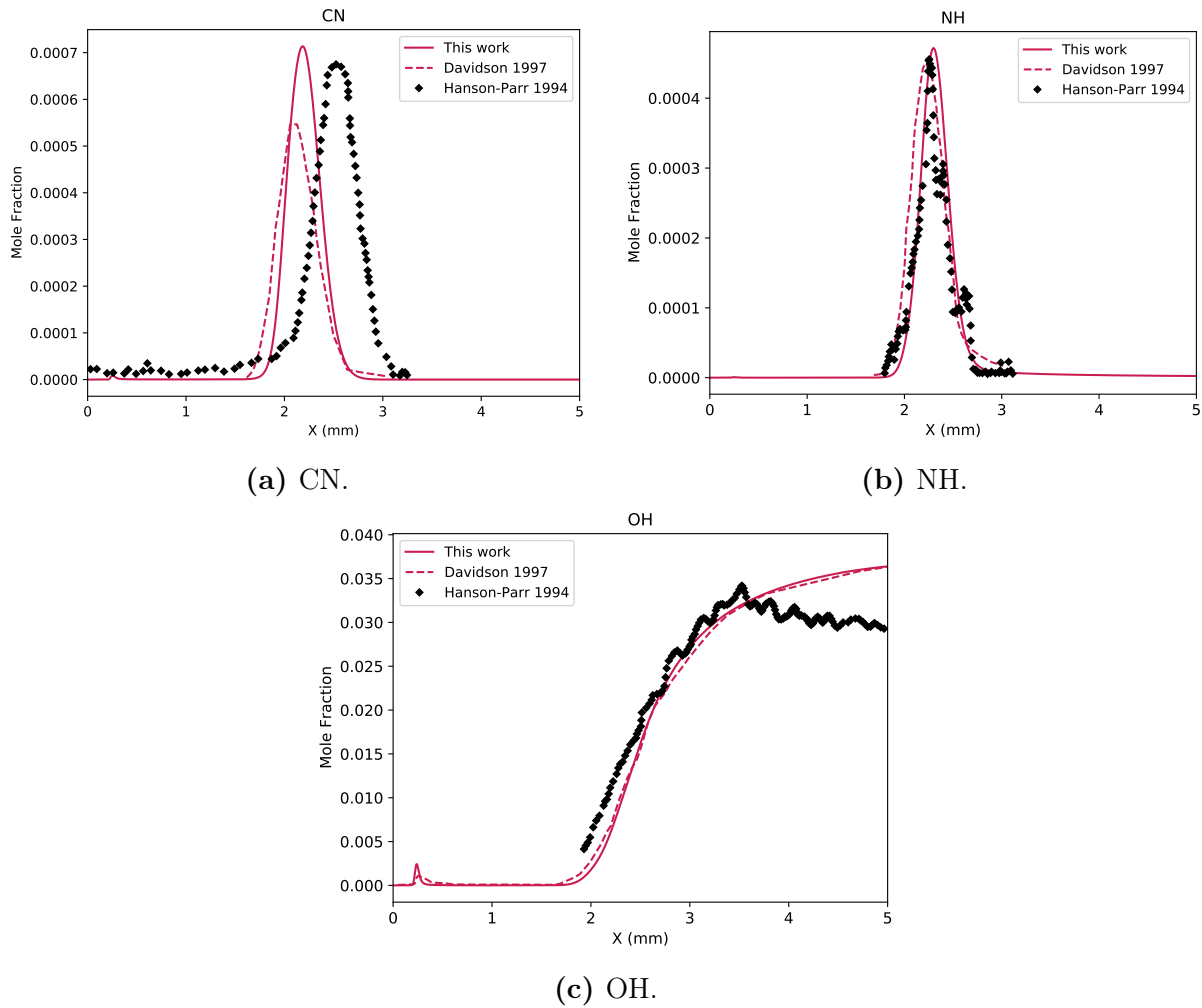 CN
0.0007
0.0006
0.0005
0.0004
0.0003
0.0002
0.0001
0.0000
Mole Fraction
This work
Davidson 1997
Hanson-Parr 1994
0 1 2 3 4 5
X (mm)
(a) CN.
NH
0.0004
0.0003
0.0002
0.0001
0.0000
Mole Fraction
This work
Davidson 1997
Hanson-Parr 1994
0 1 2 3 4 5
X (mm)
(b) NH.
OH
0.040
0.035
0.030
0.025
0.020
0.015
0.010
0.005
0.000
Mole Fraction
This work
Davidson 1997
Hanson-Parr 1994
0 1 2 3 4 5
X (mm)
(c) OH.